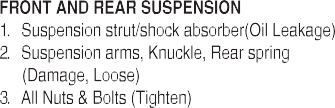 FRONT AND REAR SUSPENSION
1. Suspension strut/shock absorber(Oil Leakage)
2. Suspension arms, Knuckle, Rear spring
(Damage, Loose)
3. All Nuts & Bolts (Tighten)